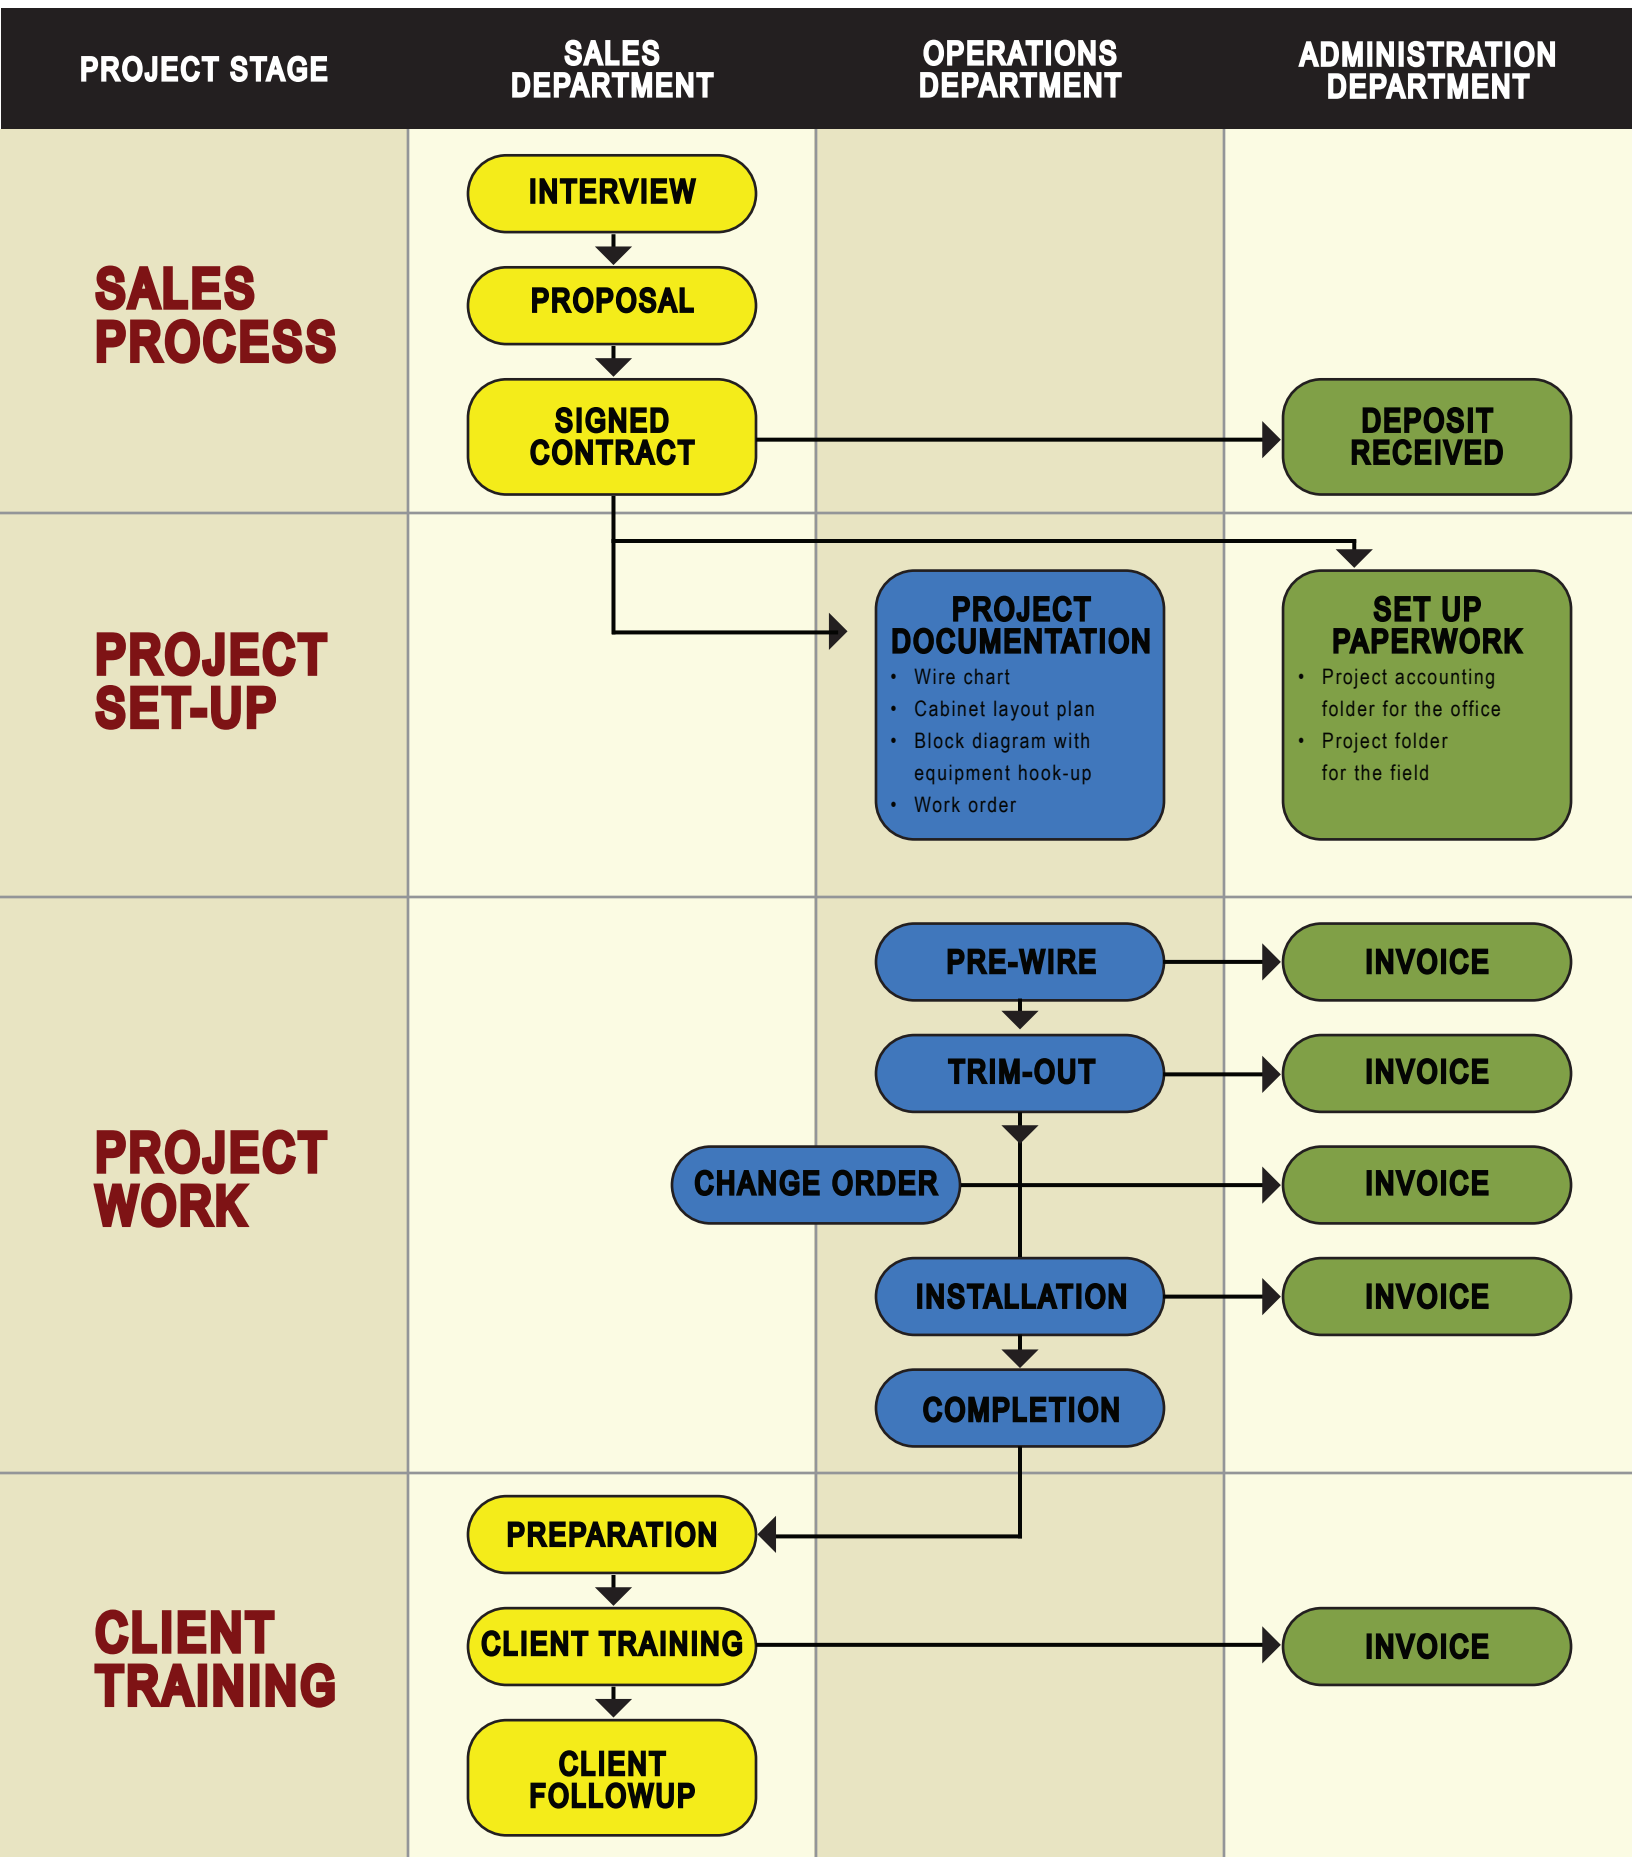 PROJECT STAGE
SALES
DEPARTMENT
OPERATIONS
DEPARTMENT
ADMINISTRATION
DEPARTMENT
SALES
PROCESS
INTERVIEW
PROPOSAL
SIGNED
CONTRACT
DEPOSIT
RECEIVED
PROJECT
SET-UP
PROJECT
DOCUMENTATION
• Wire chart
• Cabinet layout plan
• Block diagram with
equipment hook-up
• Work order
SET UP
PAPERWORK
• Project accounting
folder for the office
• Project folder
for the field
PROJECT
WORK
PRE-WIRE
INVOICE
TRIM-OUT
INVOICE
CHANGE ORDER
INVOICE
INSTALLATION
INVOICE
COMPLETION
CLIENT
TRAINING
PREPARATION
CLIENT TRAINING
INVOICE
CLIENT
FOLLOWUP